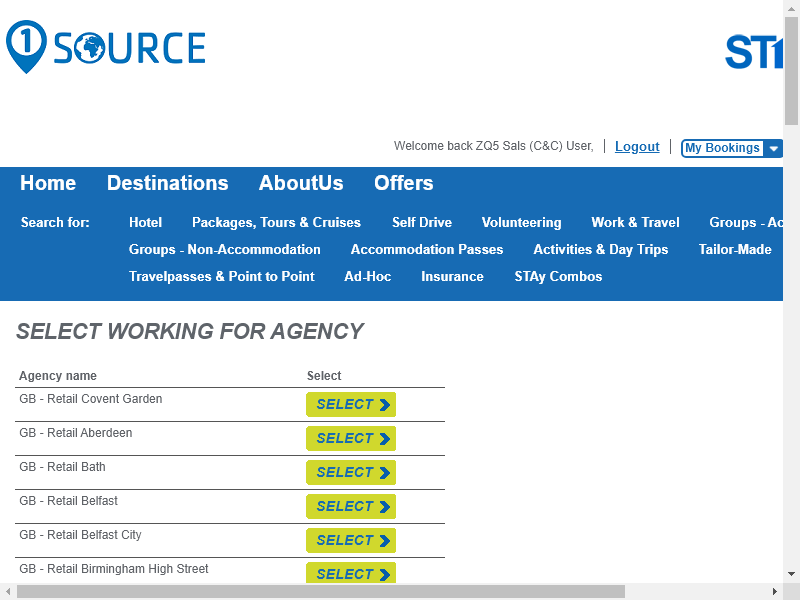 1 SOURCE
Welcome back ZQ5 Sals (C&C) User, | Logout | My Bookings
Home Destinations AboutUs Offers
Search for: Hotel Packages, Tours & Cruises Self Drive Volunteering Work & Travel Groups -
Groups - Non-Accommodation Accommodation Passes Activities & Day Trips Tailor-Made
Travelpasses & Point to Point Ad-Hoc Insurance STAy Combos
SELECT WORKING FOR AGENCY
Agency name Select
GB - Retail Covent Garden SELECT
GB - Retail Aberdeen SELECT
GB - Retail Bath SELECT
GB - Retail Belfast SELECT
GB - Retail Belfast City SELECT
GB - Retail Birmingham High Street SELECT